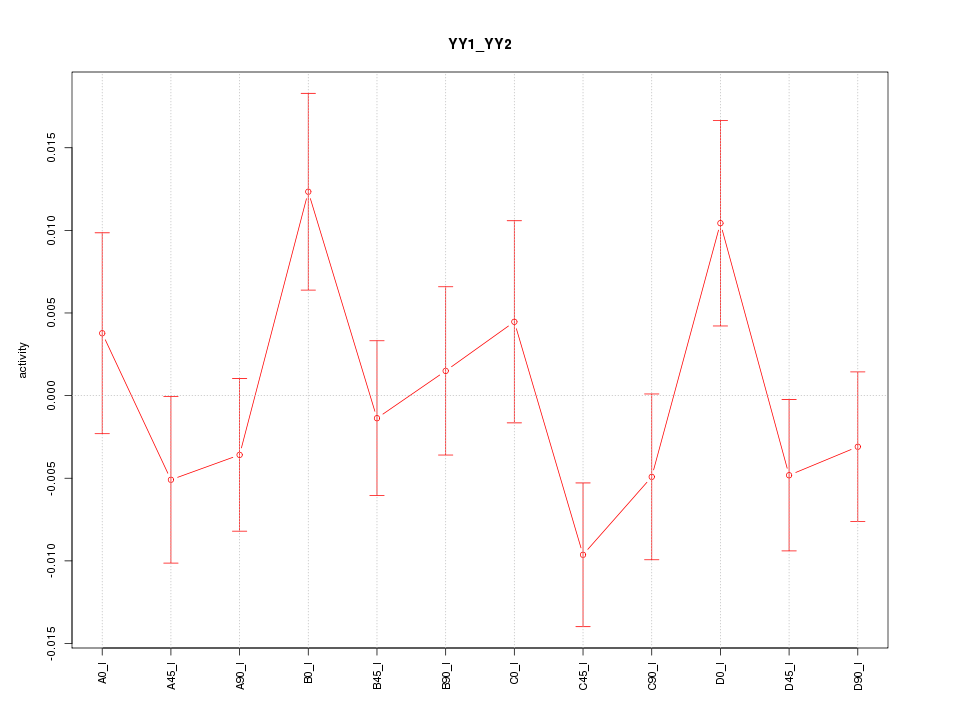 YY1_YY2
activity
0.015
0.010
0.005
0.000
-0.005
-0.010
-0.015
A0_I
A45_I
A90_I
B0_I
B45_I
B90_I
C0_I
C45_I
C90_I
D0_I
D45_I
D90_I